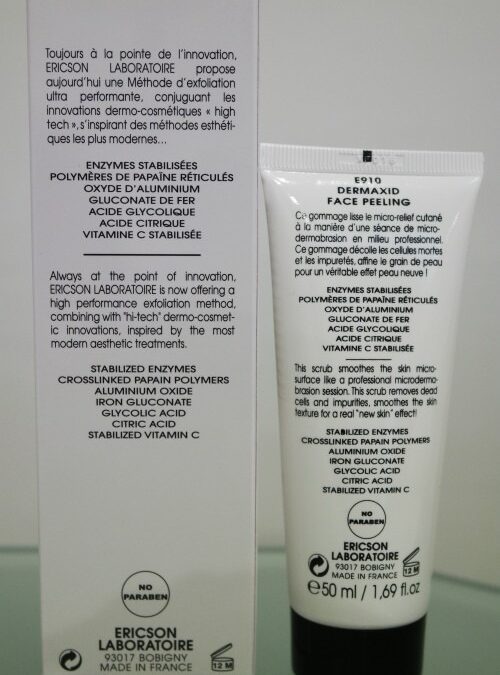 Toujours à la pointe de l'innovation,
ERICSON LABORATOIRE propose
aujourd'hui une Méthode d'exfoliation
ultra performante, conjuguant les
innovations dermo-cosmétiques « high
tech », s'inspirant des méthodes esthéti-
ques les plus modernes...
ENZYMES STABILISÉES
POLYMÈRES DE PAPAÏNE RÉTICULÉS
OXYDE D'ALUMINIUM
GLUCONATE DE FER
ACIDE GLYCOLIQUE
ACIDE CITRIQUE
VITAMINE C STABILISÉE
Always at the point of innovation,
ERICSON LABORATOIRE is now offering a
high performance exfoliation method,
combining with "hi-tech" dermo-cosmet-
ic innovations, inspired by the most
modern aesthetic treatments.
STABILIZED ENZYMES
CROSSLINKED PAPAIN POLYMERS
ALUMINIUM OXIDE
IRON GLUCONATE
GLYCOLIC ACID
CITRIC ACID
STABILIZED VITAMIN C
NO
PARABEN
ERICSON
LABORATOIRE
93017 BOBIGNY
MADE IN FRANCE
12 M
E910
DERMAXID
FACE PEELING
Ce gommage lisse le micro-relief cutané
à la manière d'une séance de micro-
dermabrasion en milieu professionnel.
Ce gommage décolle les cellules mortes
et les impuretés, affine le grain de peau
pour un véritable effet peau neuve !
ENZYMES STABILISÉES
POLYMÈRES DE PAPAÏNE RÉTICULÉS
OXYDE D'ALUMINIUM
GLUCONATE DE FER
ACIDE GLYCOLIQUE
ACIDE CITRIQUE
VITAMINE C STABILISÉE
This scrub smoothes the skin micro-
surface like a professional microderma-
brasion session. This scrub removes dead
cells and impurities, smoothes the skin
texture for a real "new skin" effect!
STABILIZED ENZYMES
CROSSLINKED PAPAIN POLYMERS
ALUMINIUM OXIDE
IRON GLUCONATE
GLYCOLIC ACID
CITRIC ACID
STABILIZED VITAMIN C
NO
PARABEN
ERICSON
LABORATOIRE
93017 BOBIGNY
MADE IN FRANCE
12 M
℮50 ml / 1,69 fl.oz